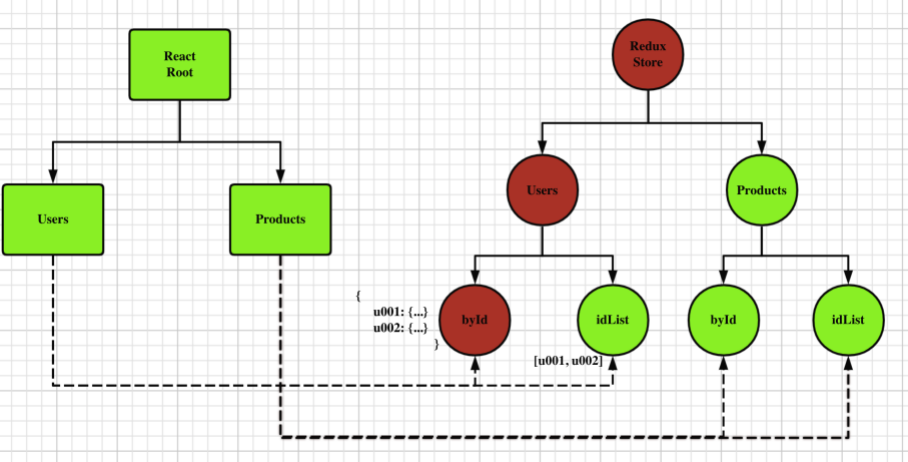 React
Root
Redux
Store
Users
Products
Users
Products
{
u001: {...}
u002: {...}
}
byId
idList
byId
idList
[u001, u002]